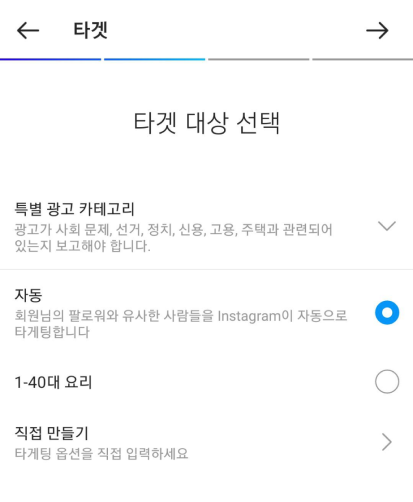 타겟
타겟 대상 선택
특별 광고 카테고리
광고가 사회 문제, 선거, 정치, 신용, 고용, 주택과 관련되어
있는지 보고해야 합니다.
자동
회원님의 팔로워와 유사한 사람들을 Instagram이 자동으로
타게팅합니다
1-40대 요리
직접 만들기
타게팅 옵션을 직접 입력하세요